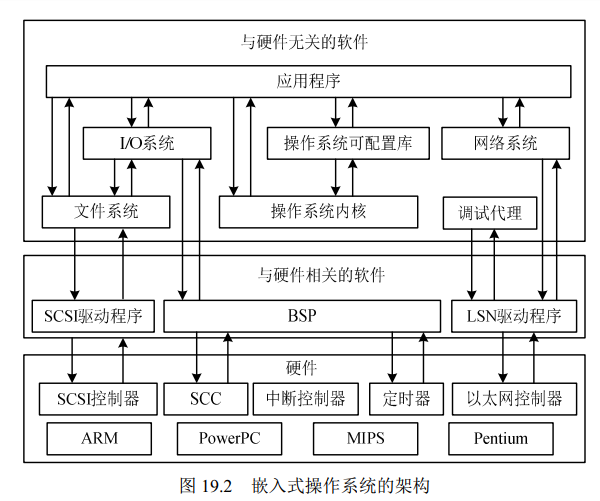 与硬件无关的软件
应用程序
I/O系统
操作系统可配置库
网络系统
文件系统
操作系统内核
调试代理
与硬件相关的软件
SCSI驱动程序
BSP
LSN驱动程序
硬件
SCSI控制器
SCC
中断控制器
定时器
以太网控制器
ARM
PowerPC
MIPS
Pentium
图 19.2 嵌入式操作系统的架构